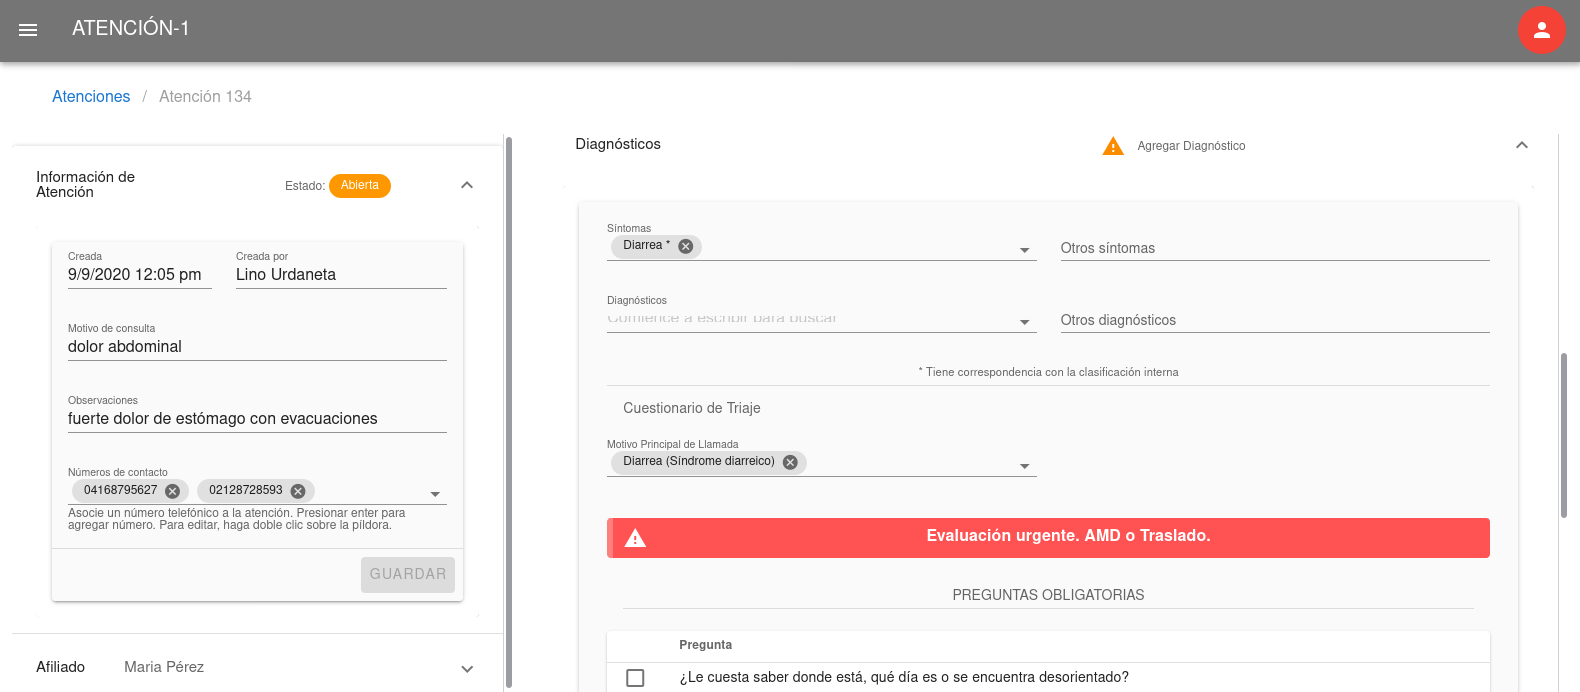 ATENCIÓN-1
Atenciones / Atención 134
Información de
Atención
Estado: Abierta
Creada
9/9/2020 12:05 pm
Creada por
Lino Urdaneta
Motivo de consulta
dolor abdominal
Observaciones
fuerte dolor de estómago con evacuaciones
Números de contacto
04168795627 02128728593
Asocie un número telefónico a la atención. Presionar enter para
agregar número. Para editar, haga doble clic sobre la píldora.
GUARDAR
Afiliado Maria Pérez
Diagnósticos
Agregar Diagnóstico
Síntomas
Diarrea *
Otros síntomas
Diagnósticos
Comience a escribir para buscar
Otros diagnósticos
* Tiene correspondencia con la clasificación interna
Cuestionario de Triaje
Motivo Principal de Llamada
Diarrea (Síndrome diarreico)
Evaluación urgente. AMD o Traslado.
PREGUNTAS OBLIGATORIAS
Pregunta
¿Le cuesta saber donde está, qué día es o se encuentra desorientado?